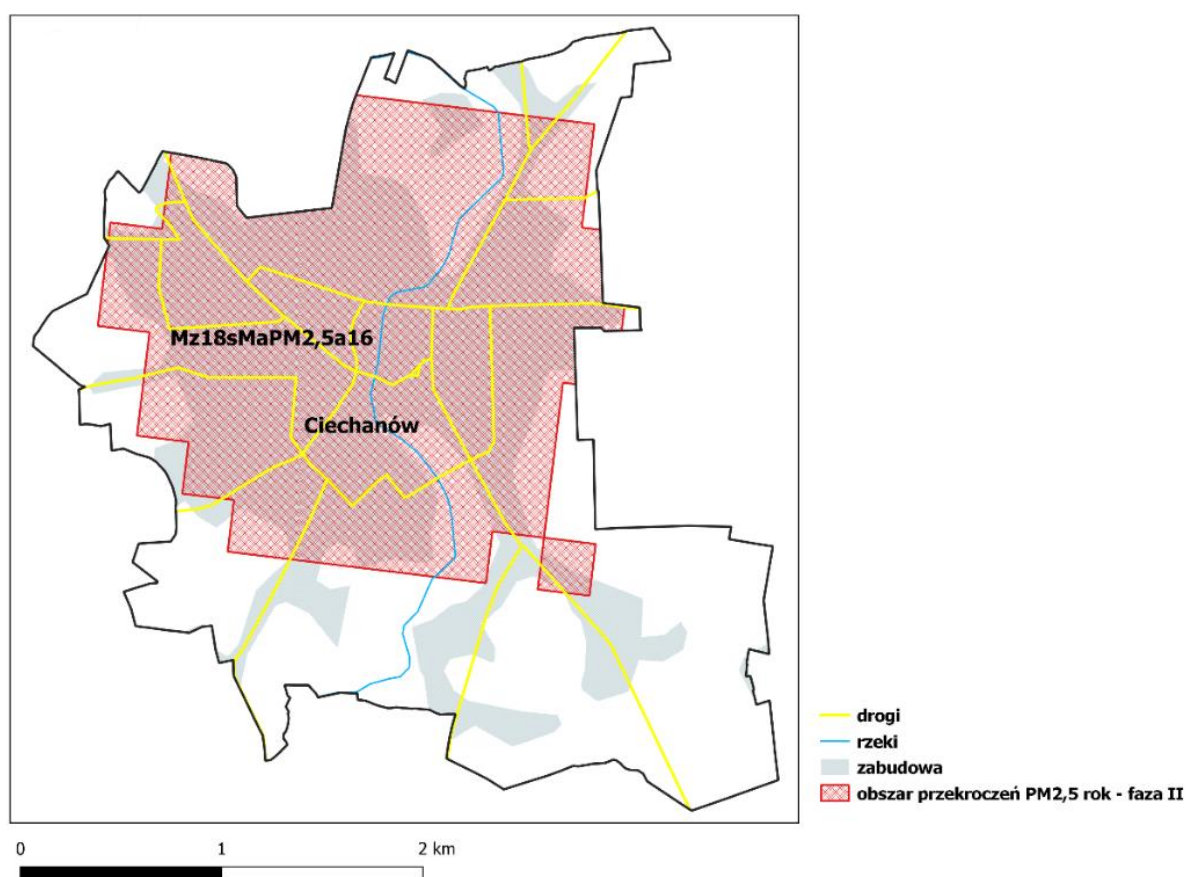 Mz18sMaPM2,5a16
Ciechanów
drogi
rzeki
zabudowa
obszar przekroczeń PM2,5 rok - faza II
0 1 2 km